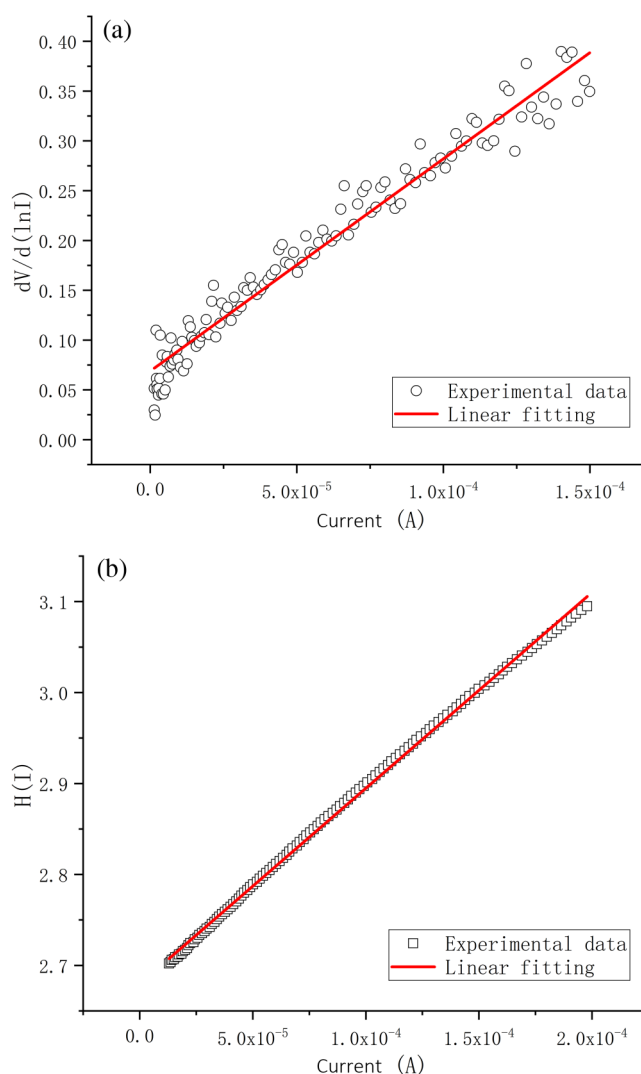 (a)
0.40
0.35
0.30
0.25
0.20
0.15
0.10
0.05
0.00
dV/d(lnI)
Experimental data
Linear fitting
0.0 5.0x10⁻⁵ 1.0x10⁻⁴ 1.5x10⁻⁴
Current (A)
(b)
3.1
3.0
2.9
2.8
2.7
H(I)
Experimental data
Linear fitting
0.0 5.0x10⁻⁵ 1.0x10⁻⁴ 1.5x10⁻⁴ 2.0x10⁻⁴
Current (A)